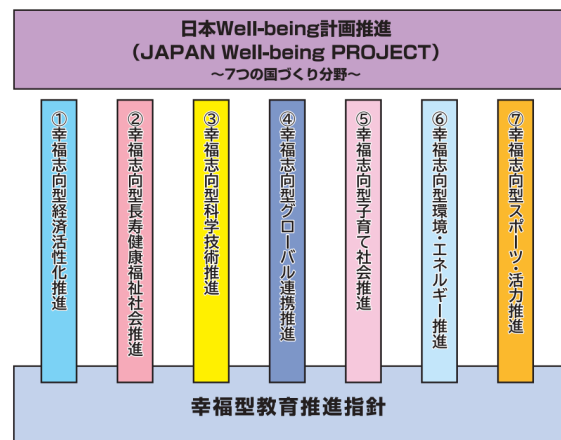 日本Well-being計画推進
（JAPAN Well-being PROJECT）
〜7つの国づくり分野〜
①幸福志向型経済活性化推進
②幸福志向型長寿健康福祉社会推進
③幸福志向型科学技術推進
④幸福志向型グローバル連携推進
⑤幸福志向型子育て社会推進
⑥幸福志向型環境・エネルギー推進
⑦幸福志向型スポーツ・活力推進
幸福型教育推進指針